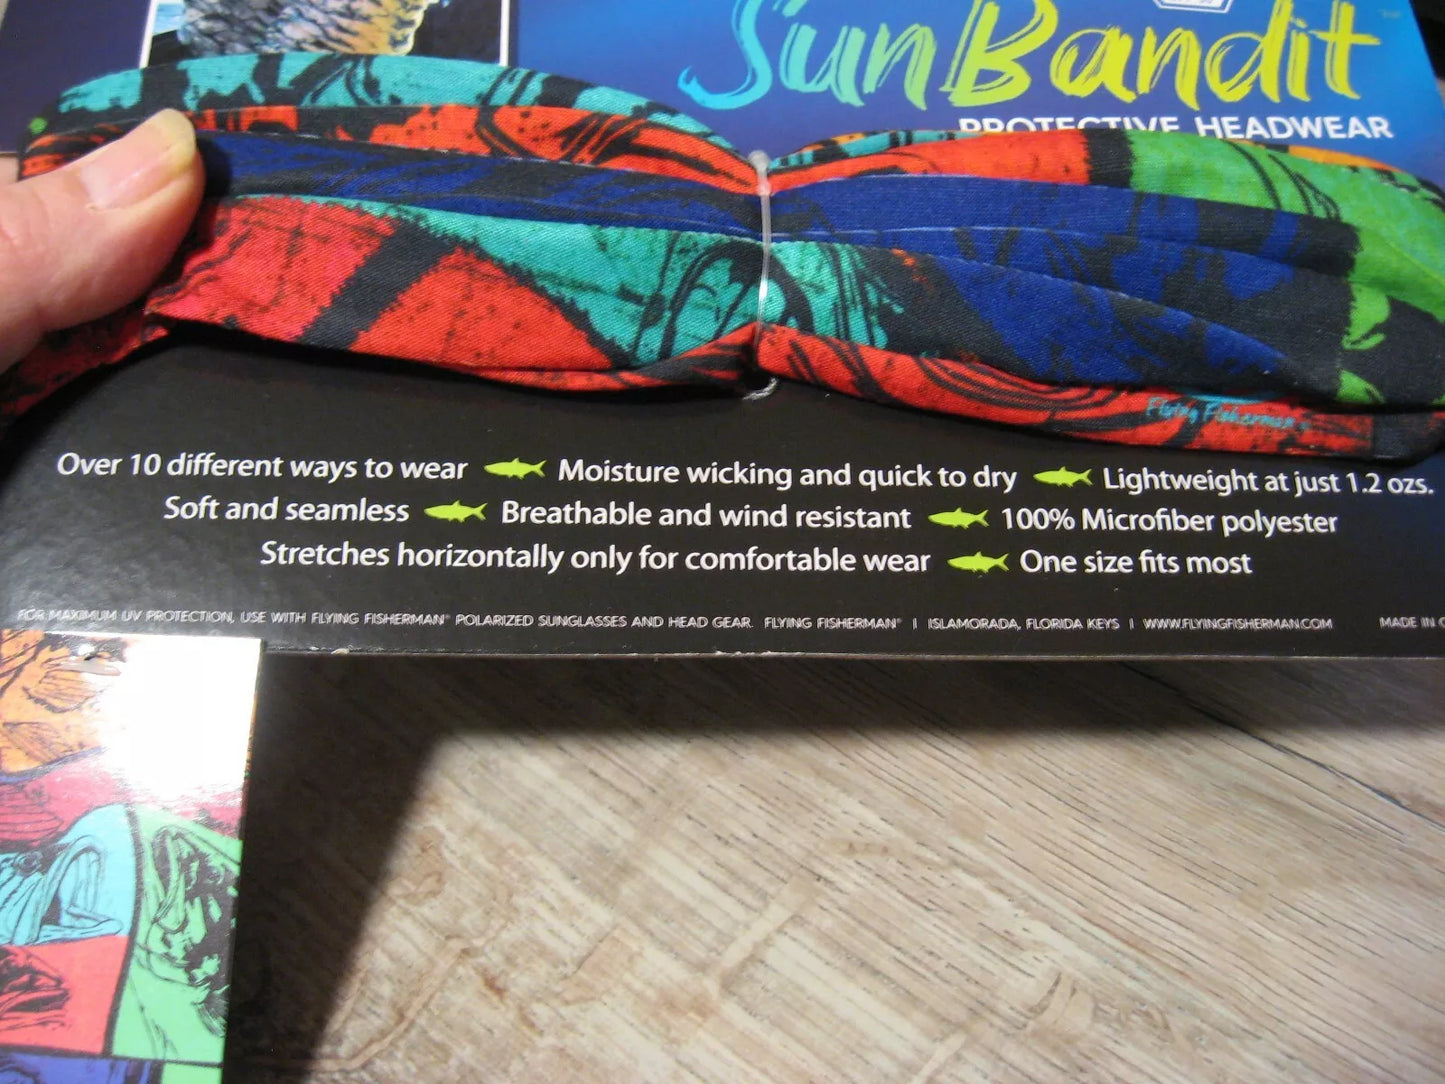 SunBandit
PROTECTIVE HEADWEAR
Flying Fisherman
Over 10 different ways to wear Moisture wicking and quick to dry Lightweight at just 1.2 ozs.
Soft and seamless Breathable and wind resistant 100% Microfiber polyester
Stretches horizontally only for comfortable wear One size fits most
FOR MAXIMUM UV PROTECTION, USE WITH FLYING FISHERMAN® POLARIZED SUNGLASSES AND HEAD GEAR. FLYING FISHERMAN® | ISLAMORADA, FLORIDA KEYS | WWW.FLYINGFISHERMAN.COM MADE IN